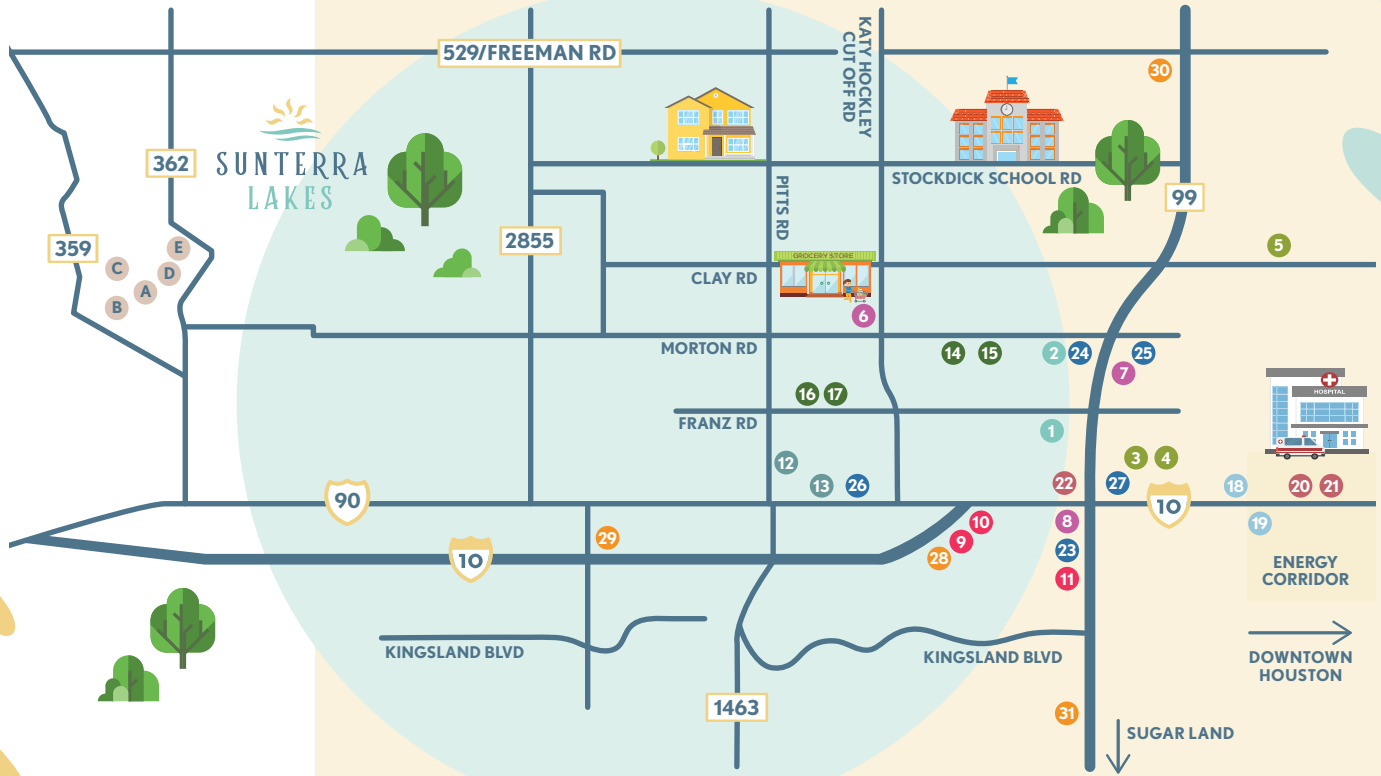 529/FREEMAN RD
KATY HOCKLEY
CUT OFF RD
30
362
SUNTERRA
LAKES
STOCKDICK SCHOOL RD
99
PITTS RD
359
2855
E
C
D
A
B
5
GROCERY STORE
CLAY RD
6
MORTON RD
14
15
2
24
25
7
16
17
HOSPITAL
FRANZ RD
1
12
3
4
13
26
22
27
18
20
21
90
10
10
8
19
29
9
28
23
11
10
ENERGY
CORRIDOR
KINGSLAND BLVD
KINGSLAND BLVD
DOWNTOWN
HOUSTON
1463
31
SUGAR LAND